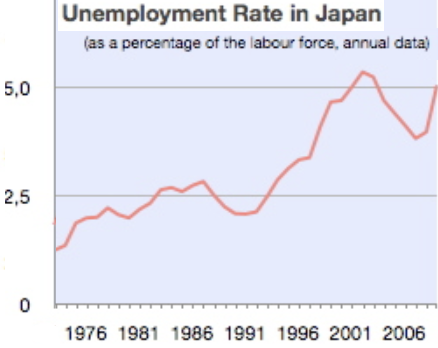 Unemployment Rate in Japan
(as a percentage of the labour force, annual data)
5,0
2,5
0
1976 1981 1986 1991 1996 2001 2006